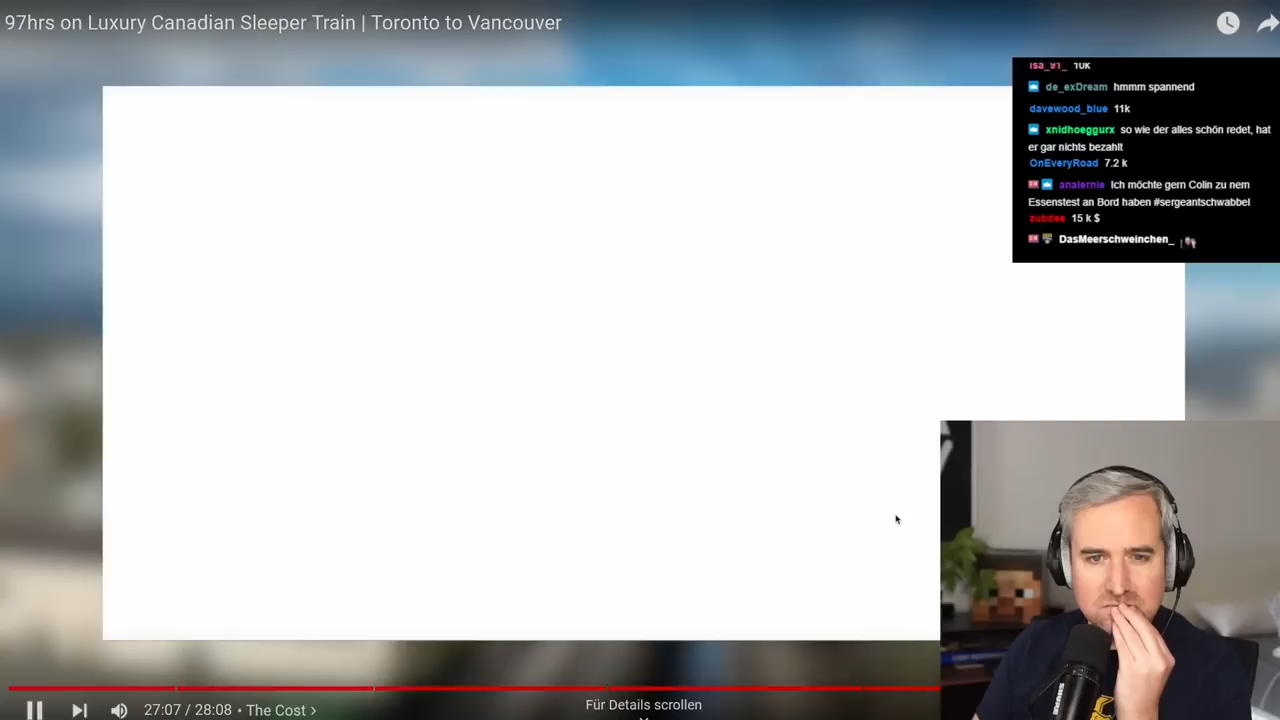 97hrs on Luxury Canadian Sleeper Train | Toronto to Vancouver
isa_91_ 10k
de_exDream hmmm spannend
davewood_blue 11k
xnidhoeggurx so wie der alles schön redet, hat
er gar nichts bezahlt
OnEveryRoad 7.2 k
analernie Ich möchte gern Colin zu nem
Essenstest an Bord haben #sergeantschwabbel
zubdee 15 k $
DasMeerschweinchen_
27:07 / 28:08 • The Cost ›
Für Details scrollen